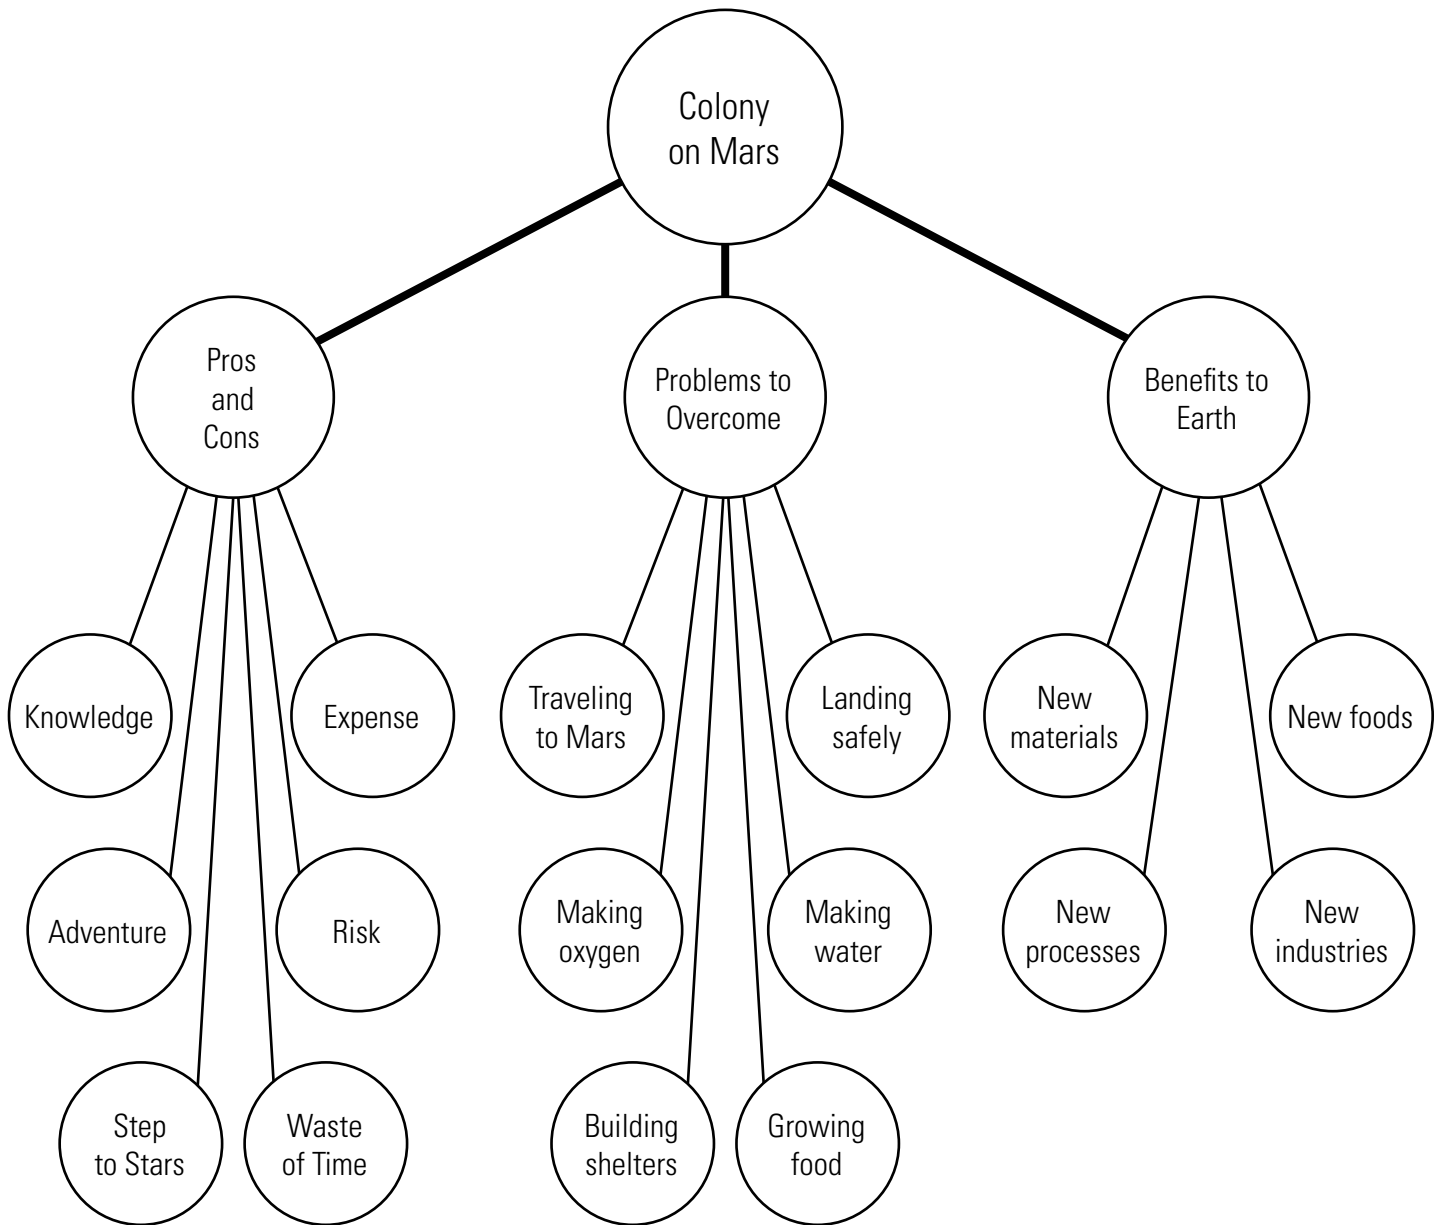 Colony
on Mars
Pros
and
Cons
Problems to
Overcome
Benefits to
Earth
Knowledge
Expense
Traveling
to Mars
Landing
safely
New
materials
New foods
Adventure
Risk
Making
oxygen
Making
water
New
processes
New
industries
Step
to Stars
Waste
of Time
Building
shelters
Growing
food